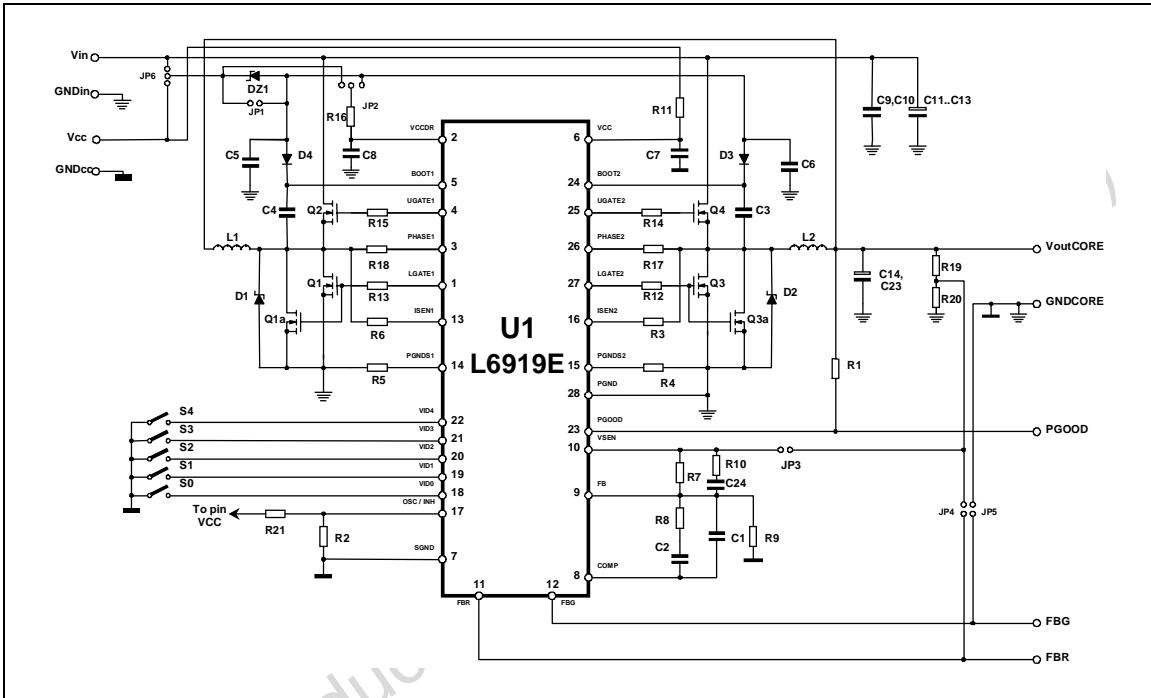 Vin
JP6
DZ1
GNDin
JP1
R16
JP2
R11
C9,C10
C11..C13
Vcc
VCCDR
2
6
VCC
C5
D4
C8
C7
D3
C6
GNDcc
BOOT1
5
24
BOOT2
C4
Q2
UGATE1
4
25
UGATE2
Q4
C3
R15
R14
L1
PHASE1
3
26
PHASE2
L2
VoutCORE
R18
R17
R19
C14,
C23
Q1
LGATE1
1
27
LGATE2
Q3
D1
R13
R12
D2
R20
GNDCORE
Q1a
ISEN1
13
16
ISEN2
Q3a
U1
L6919E
R6
R3
PGNDS1
14
15
PGNDS2
R5
R4
R1
28
PGND
S4
VID4
22
PGOOD
23
PGOOD
S3
VID3
21
VSEN
10
S2
VID2
20
JP3
R7
R10
S1
VID1
19
C24
S0
VID0
18
9
FB
OSC / INH
To pin
VCC
17
R21
R2
R8
C1
R9
JP4
JP5
C2
SGND
7
8
COMP
11
12
FBR
FBG
FBG
FBR